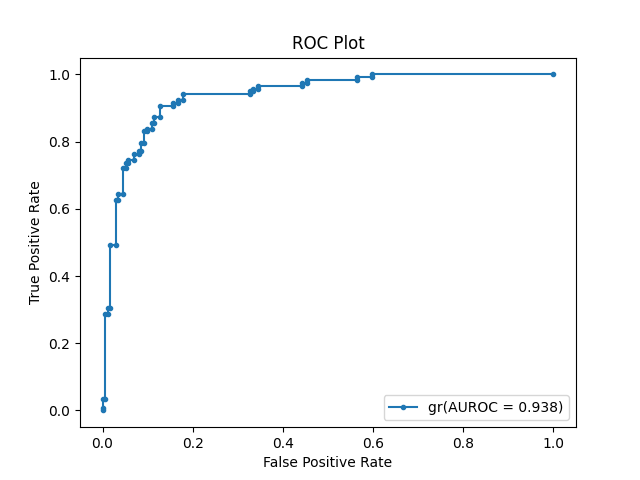 ROC Plot
True Positive Rate
1.0
0.8
0.6
0.4
0.2
0.0
gr(AUROC = 0.938)
0.0 0.2 0.4 0.6 0.8 1.0
False Positive Rate